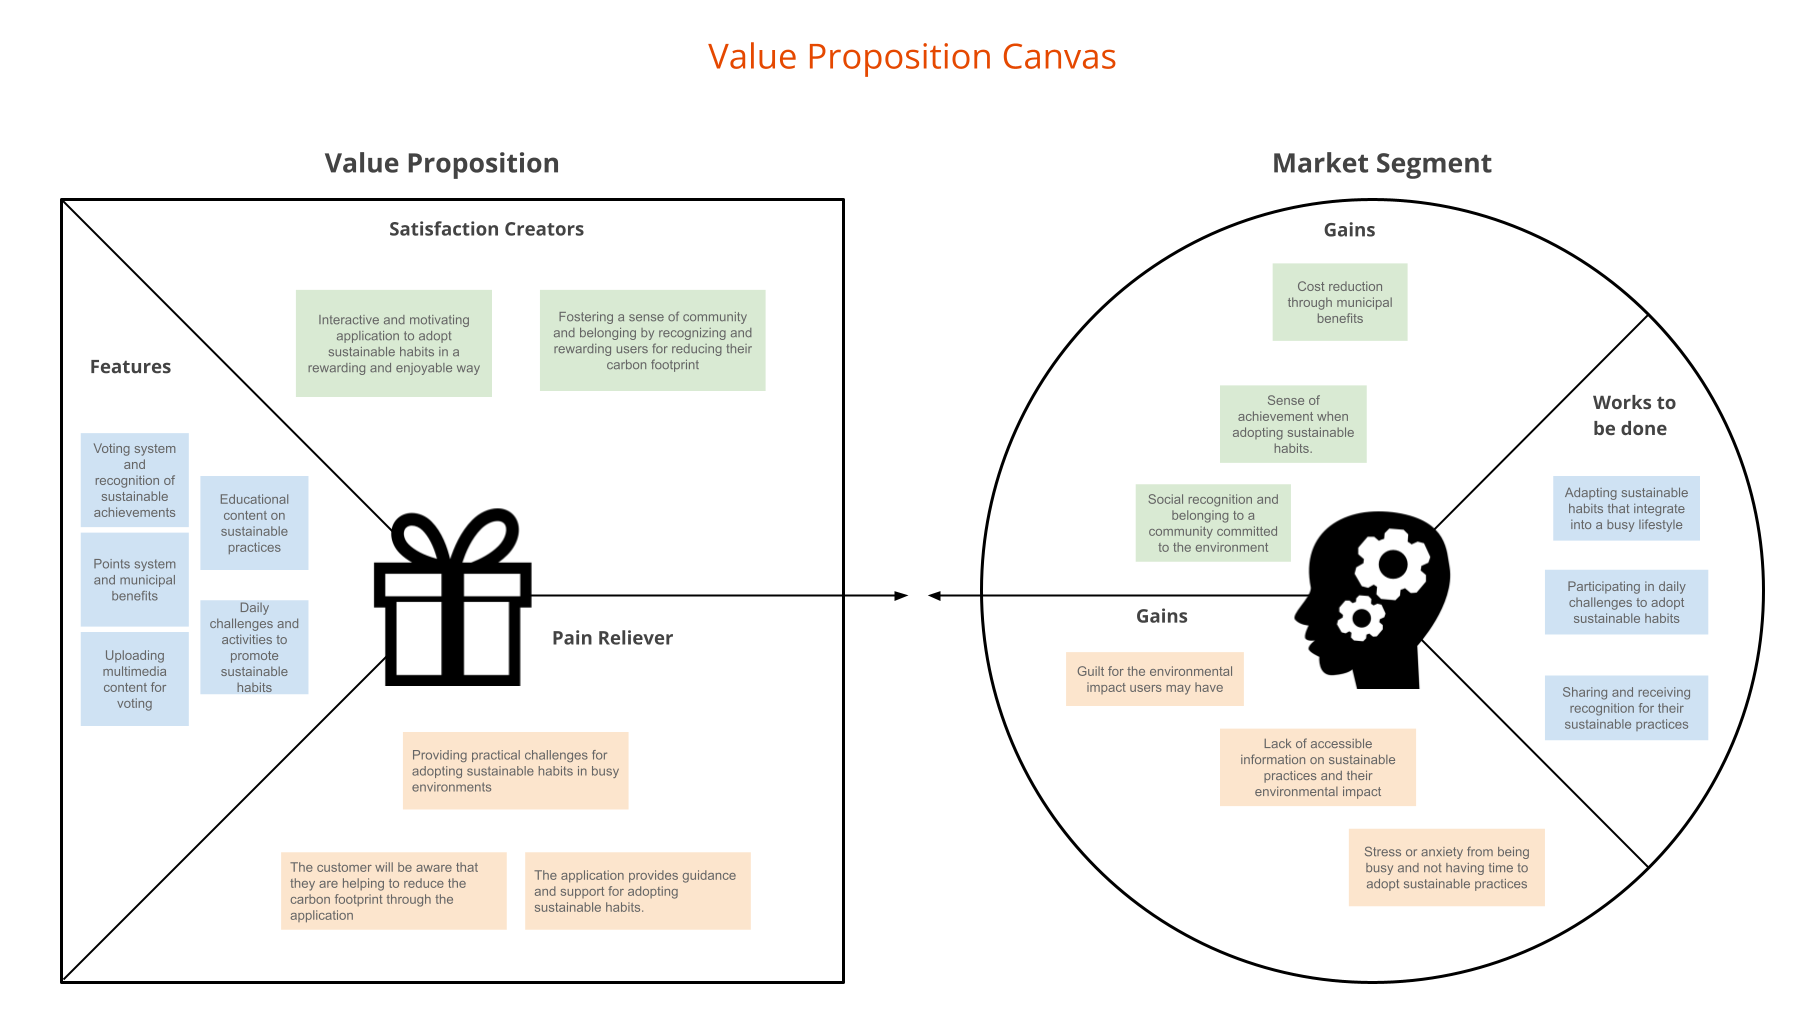 Value Proposition Canvas
Value Proposition
Satisfaction Creators
Interactive and motivating
application to adopt
sustainable habits in a
rewarding and enjoyable way
Fostering a sense of community
and belonging by recognizing and
rewarding users for reducing their
carbon footprint
Features
Voting system
and
recognition of
sustainable
achievements
Educational
content on
sustainable
practices
Points system
and municipal
benefits
Daily
challenges and
activities to
promote
sustainable
habits
Uploading
multimedia
content for
voting
Pain Reliever
Providing practical challenges for
adopting sustainable habits in busy
environments
The customer will be aware that
they are helping to reduce the
carbon footprint through the
application
The application provides guidance
and support for adopting
sustainable habits.
Market Segment
Gains
Cost reduction
through municipal
benefits
Sense of
achievement when
adopting sustainable
habits.
Social recognition and
belonging to a
community committed
to the environment
Works to
be done
Adapting sustainable
habits that integrate
into a busy lifestyle
Participating in daily
challenges to adopt
sustainable habits
Sharing and receiving
recognition for their
sustainable practices
Gains
Guilt for the environmental
impact users may have
Lack of accessible
information on sustainable
practices and their
environmental impact
Stress or anxiety from being
busy and not having time to
adopt sustainable practices